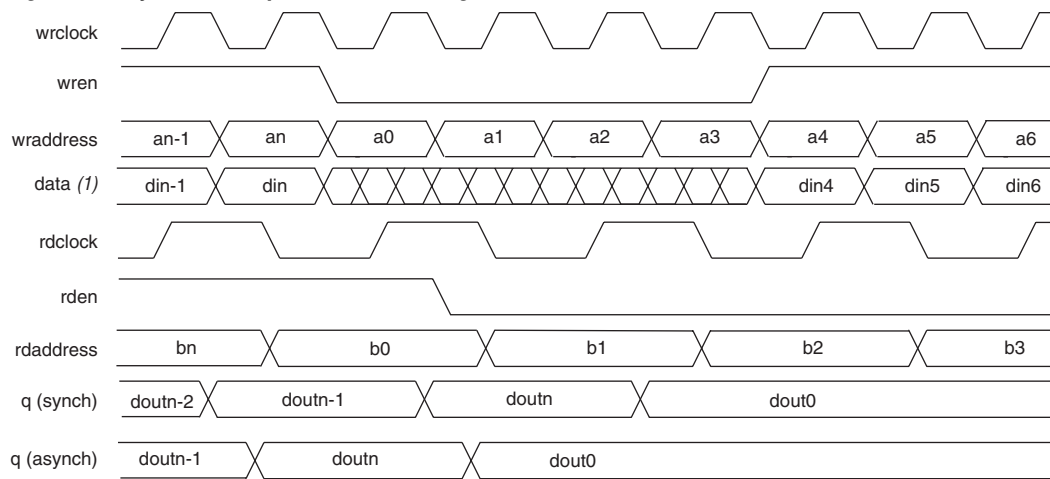 wrclock
wren
wraddress an-1 an a0 a1 a2 a3 a4 a5 a6
data (1) din-1 din din4 din5 din6
rdclock
rden
rdaddress bn b0 b1 b2 b3
q (synch) doutn-2 doutn-1 doutn dout0
q (asynch) doutn-1 doutn dout0